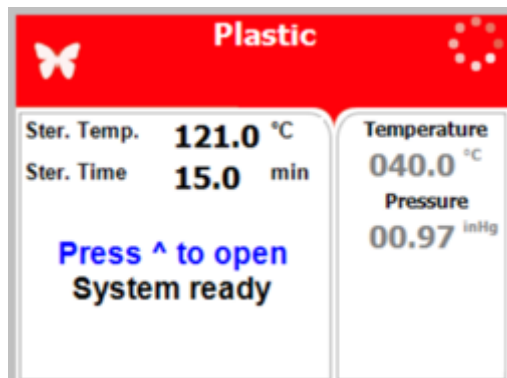 Plastic
Ster. Temp. 121.0 °C
Ster. Time 15.0 min
Press ^ to open
System ready
Temperature
040.0 °C
Pressure
00.97 inHg